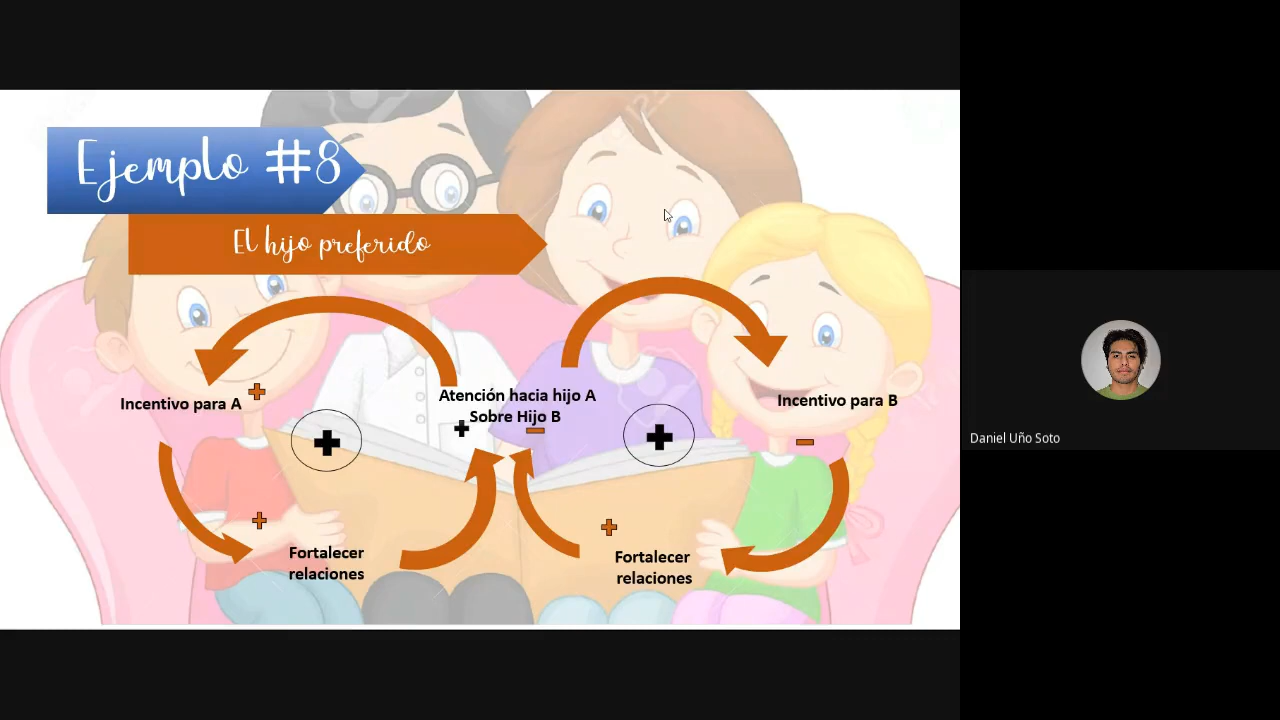 Ejemplo #8
El hijo preferido
Incentivo para A
Atención hacia hijo A
Sobre Hijo B
Incentivo para B
Fortalecer
relaciones
Fortalecer
relaciones
Daniel Uño Soto